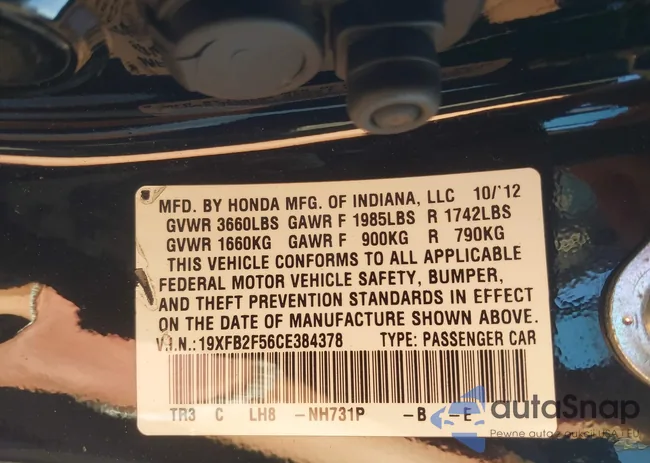 MFD. BY HONDA MFG. OF INDIANA, LLC 10/'12
GVWR 3660LBS GAWR F 1985LBS R 1742LBS
GVWR 1660KG GAWR F 900KG R 790KG
THIS VEHICLE CONFORMS TO ALL APPLICABLE
FEDERAL MOTOR VEHICLE SAFETY, BUMPER,
AND THEFT PREVENTION STANDARDS IN EFFECT
ON THE DATE OF MANUFACTURE SHOWN ABOVE.
V.I.N.:19XFB2F56CE384378 TYPE: PASSENGER CAR
TR3 C LH8 -NH731P -B -E
autoSnap
Pewne auto z